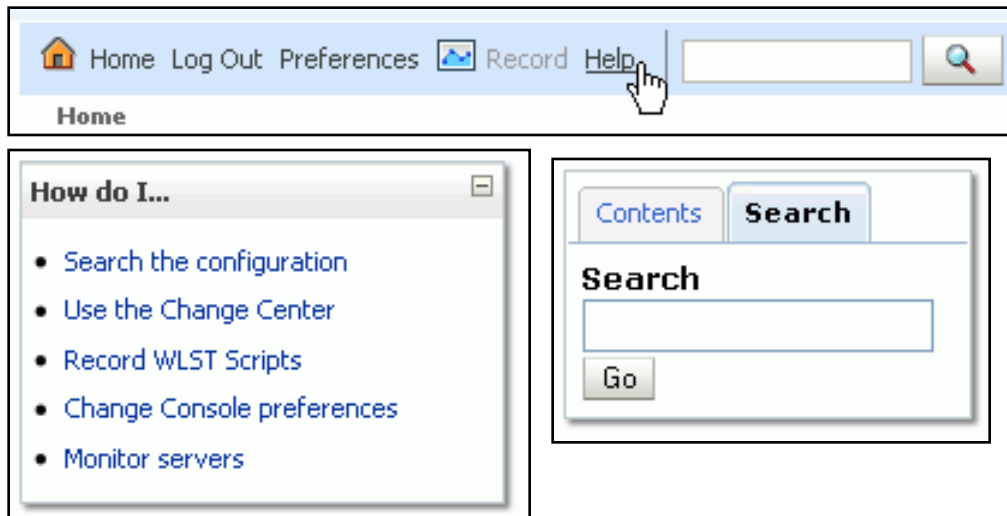 Home Log Out Preferences Record Help
Home
How do I...
Search the configuration
Use the Change Center
Record WLST Scripts
Change Console preferences
Monitor servers
Contents Search
Search
Go